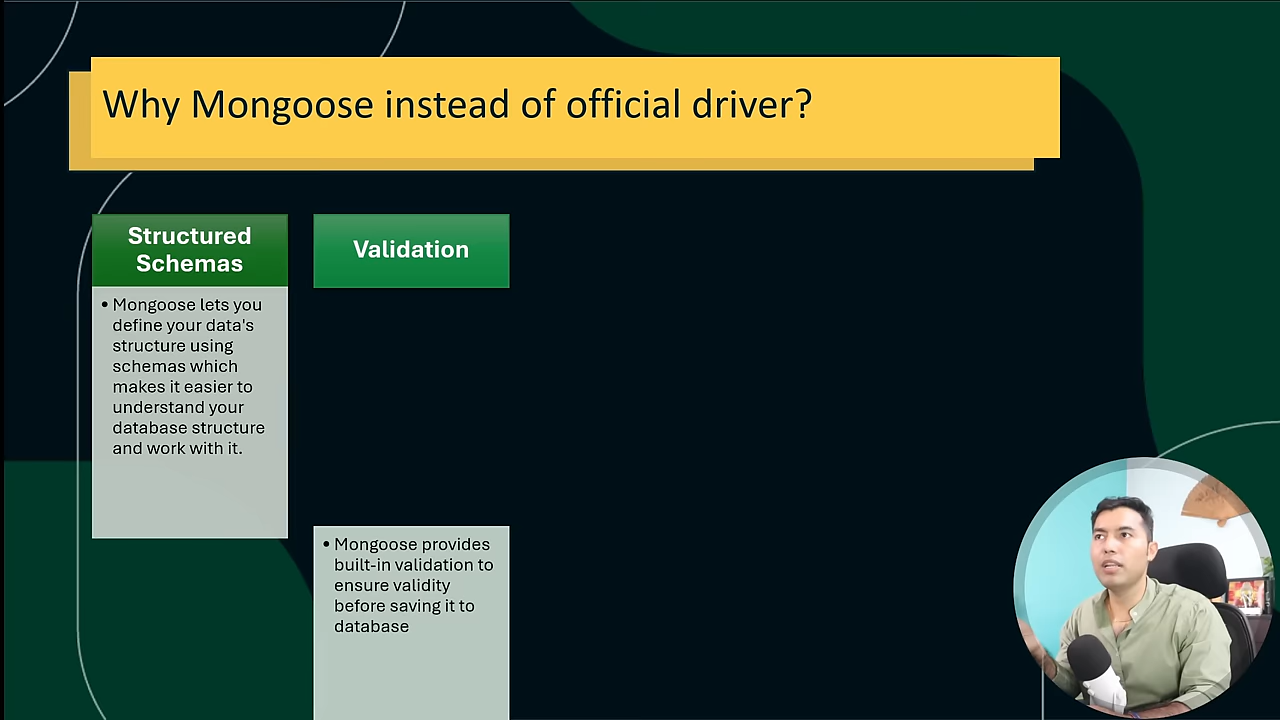 Why Mongoose instead of official driver?
Structured
Schemas
• Mongoose lets you
define your data's
structure using
schemas which
makes it easier to
understand your
database structure
and work with it.
Validation
• Mongoose provides
built-in validation to
ensure validity
before saving it to
database